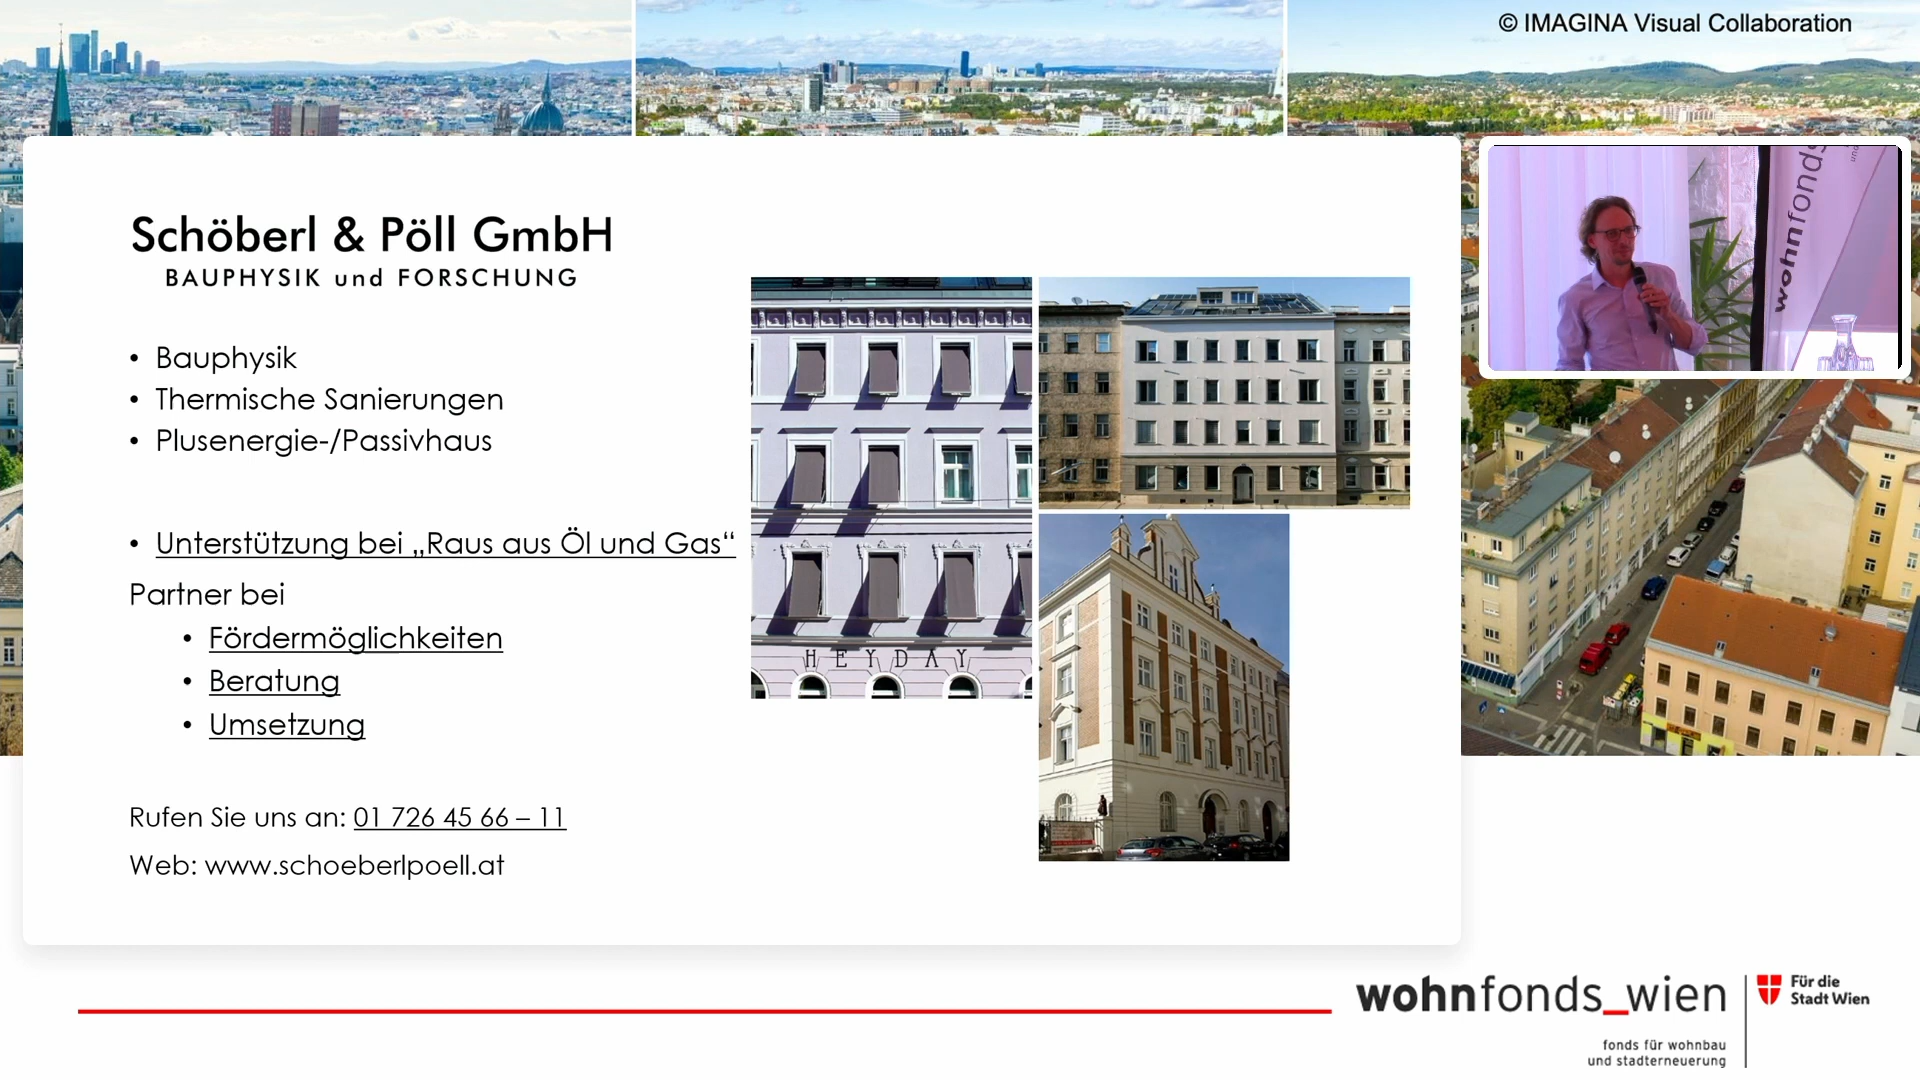 © IMAGINA Visual Collaboration
Schöberl & Pöll GmbH
BAUPHYSIK und FORSCHUNG
• Bauphysik
• Thermische Sanierungen
• Plusenergie-/Passivhaus
• Unterstützung bei „Raus aus Öl und Gas“
Partner bei
• Fördermöglichkeiten
• Beratung
• Umsetzung
Rufen Sie uns an: 01 726 45 66 – 11
Web: www.schoeberlpoell.at
HEYDAY
wohnfonds
und
wohnfonds_wien
fonds für wohnbau
und stadterneuerung
Für die
Stadt Wien